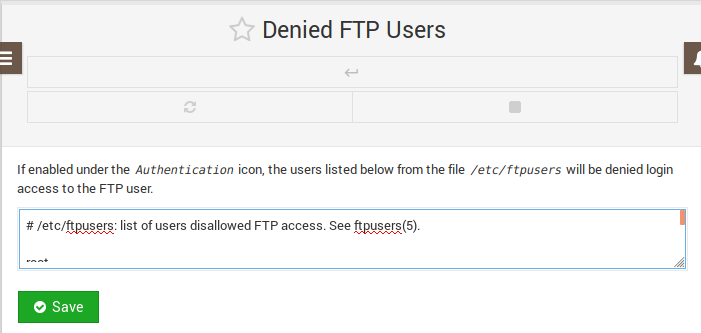 Denied FTP Users
If enabled under the Authentication icon, the users listed below from the file /etc/ftpusers will be denied login
access to the FTP user.
# /etc/ftpusers: list of users disallowed FTP access. See ftpusers(5).
root
Save